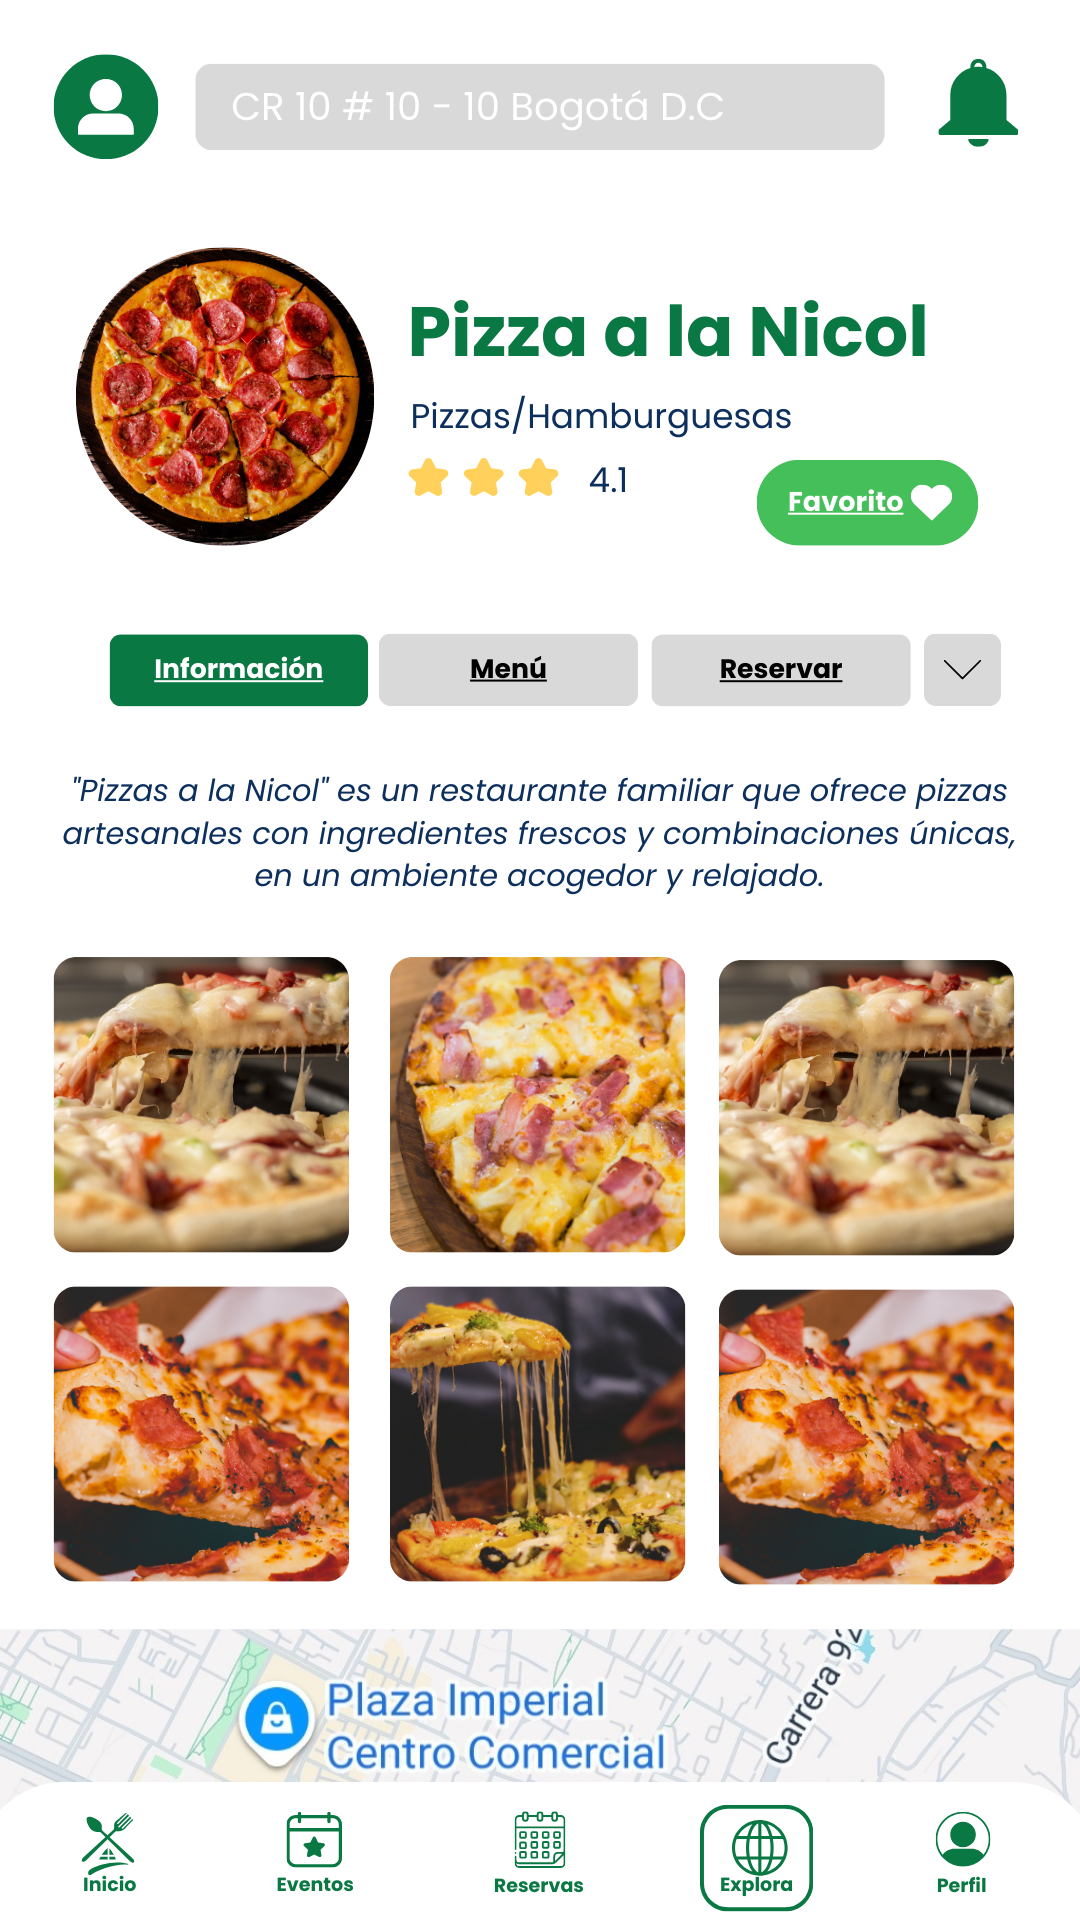 CR 10 # 10 - 10 Bogotá D.C
Pizza a la Nicol
Pizzas/Hamburguesas
4.1
Favorito
Información
Menú
Reservar
"Pizzas a la Nicol" es un restaurante familiar que ofrece pizzas
artesanales con ingredientes frescos y combinaciones únicas,
en un ambiente acogedor y relajado.
Carrera 92
Plaza Imperial
Centro Comercial
Inicio
Eventos
Reservas
Explora
Perfil